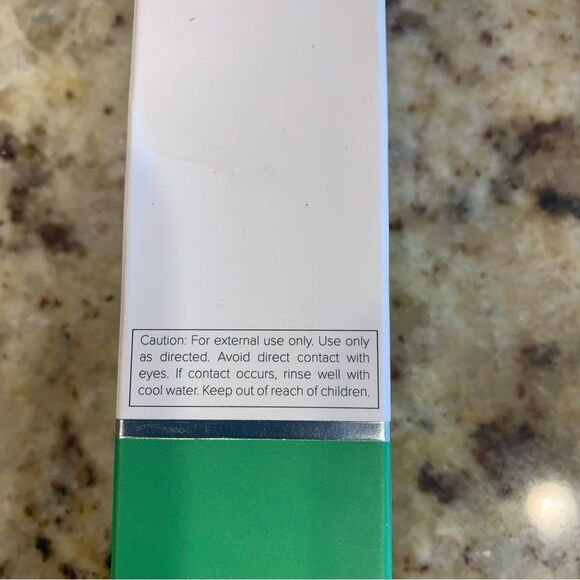 Caution: For external use only. Use only
as directed. Avoid direct contact with
eyes. If contact occurs, rinse well with
cool water. Keep out of reach of children.